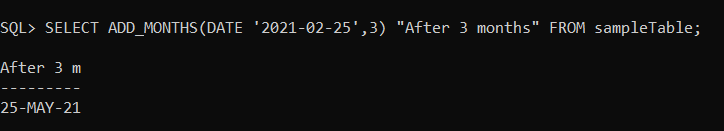 SQL> SELECT ADD_MONTHS(DATE '2021-02-25',3) "After 3 months" FROM sampleTable;
After 3 m
---------
25-MAY-21